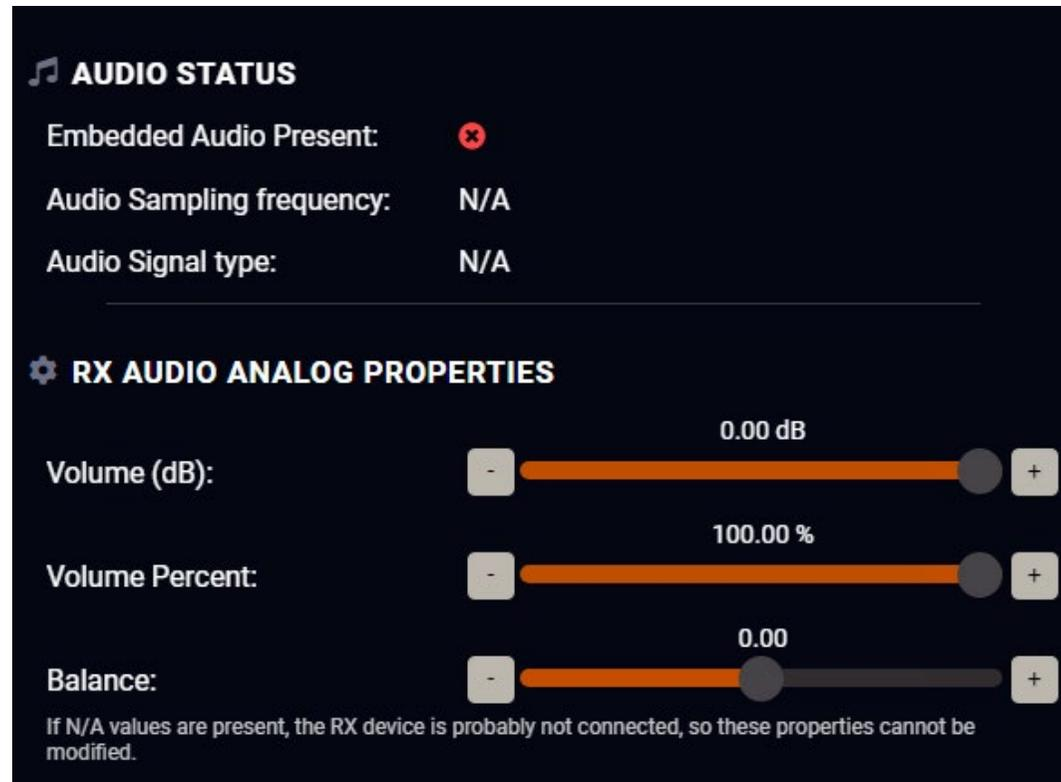 AUDIO STATUS
Embedded Audio Present:
Audio Sampling frequency: N/A
Audio Signal type: N/A
RX AUDIO ANALOG PROPERTIES
0.00 dB
Volume (dB): - +
100.00 %
Volume Percent: - +
0.00
Balance: - +
If N/A values are present, the RX device is probably not connected, so these properties cannot be
modified.